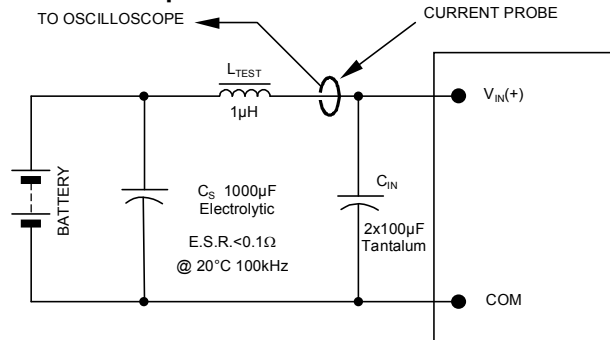 TO OSCILLOSCOPE
CURRENT PROBE
LTEST
1µH
VIN(+)
BATTERY
CS 1000µF
Electrolytic
E.S.R.<0.1Ω
@ 20°C 100kHz
CIN
2x100µF
Tantalum
COM